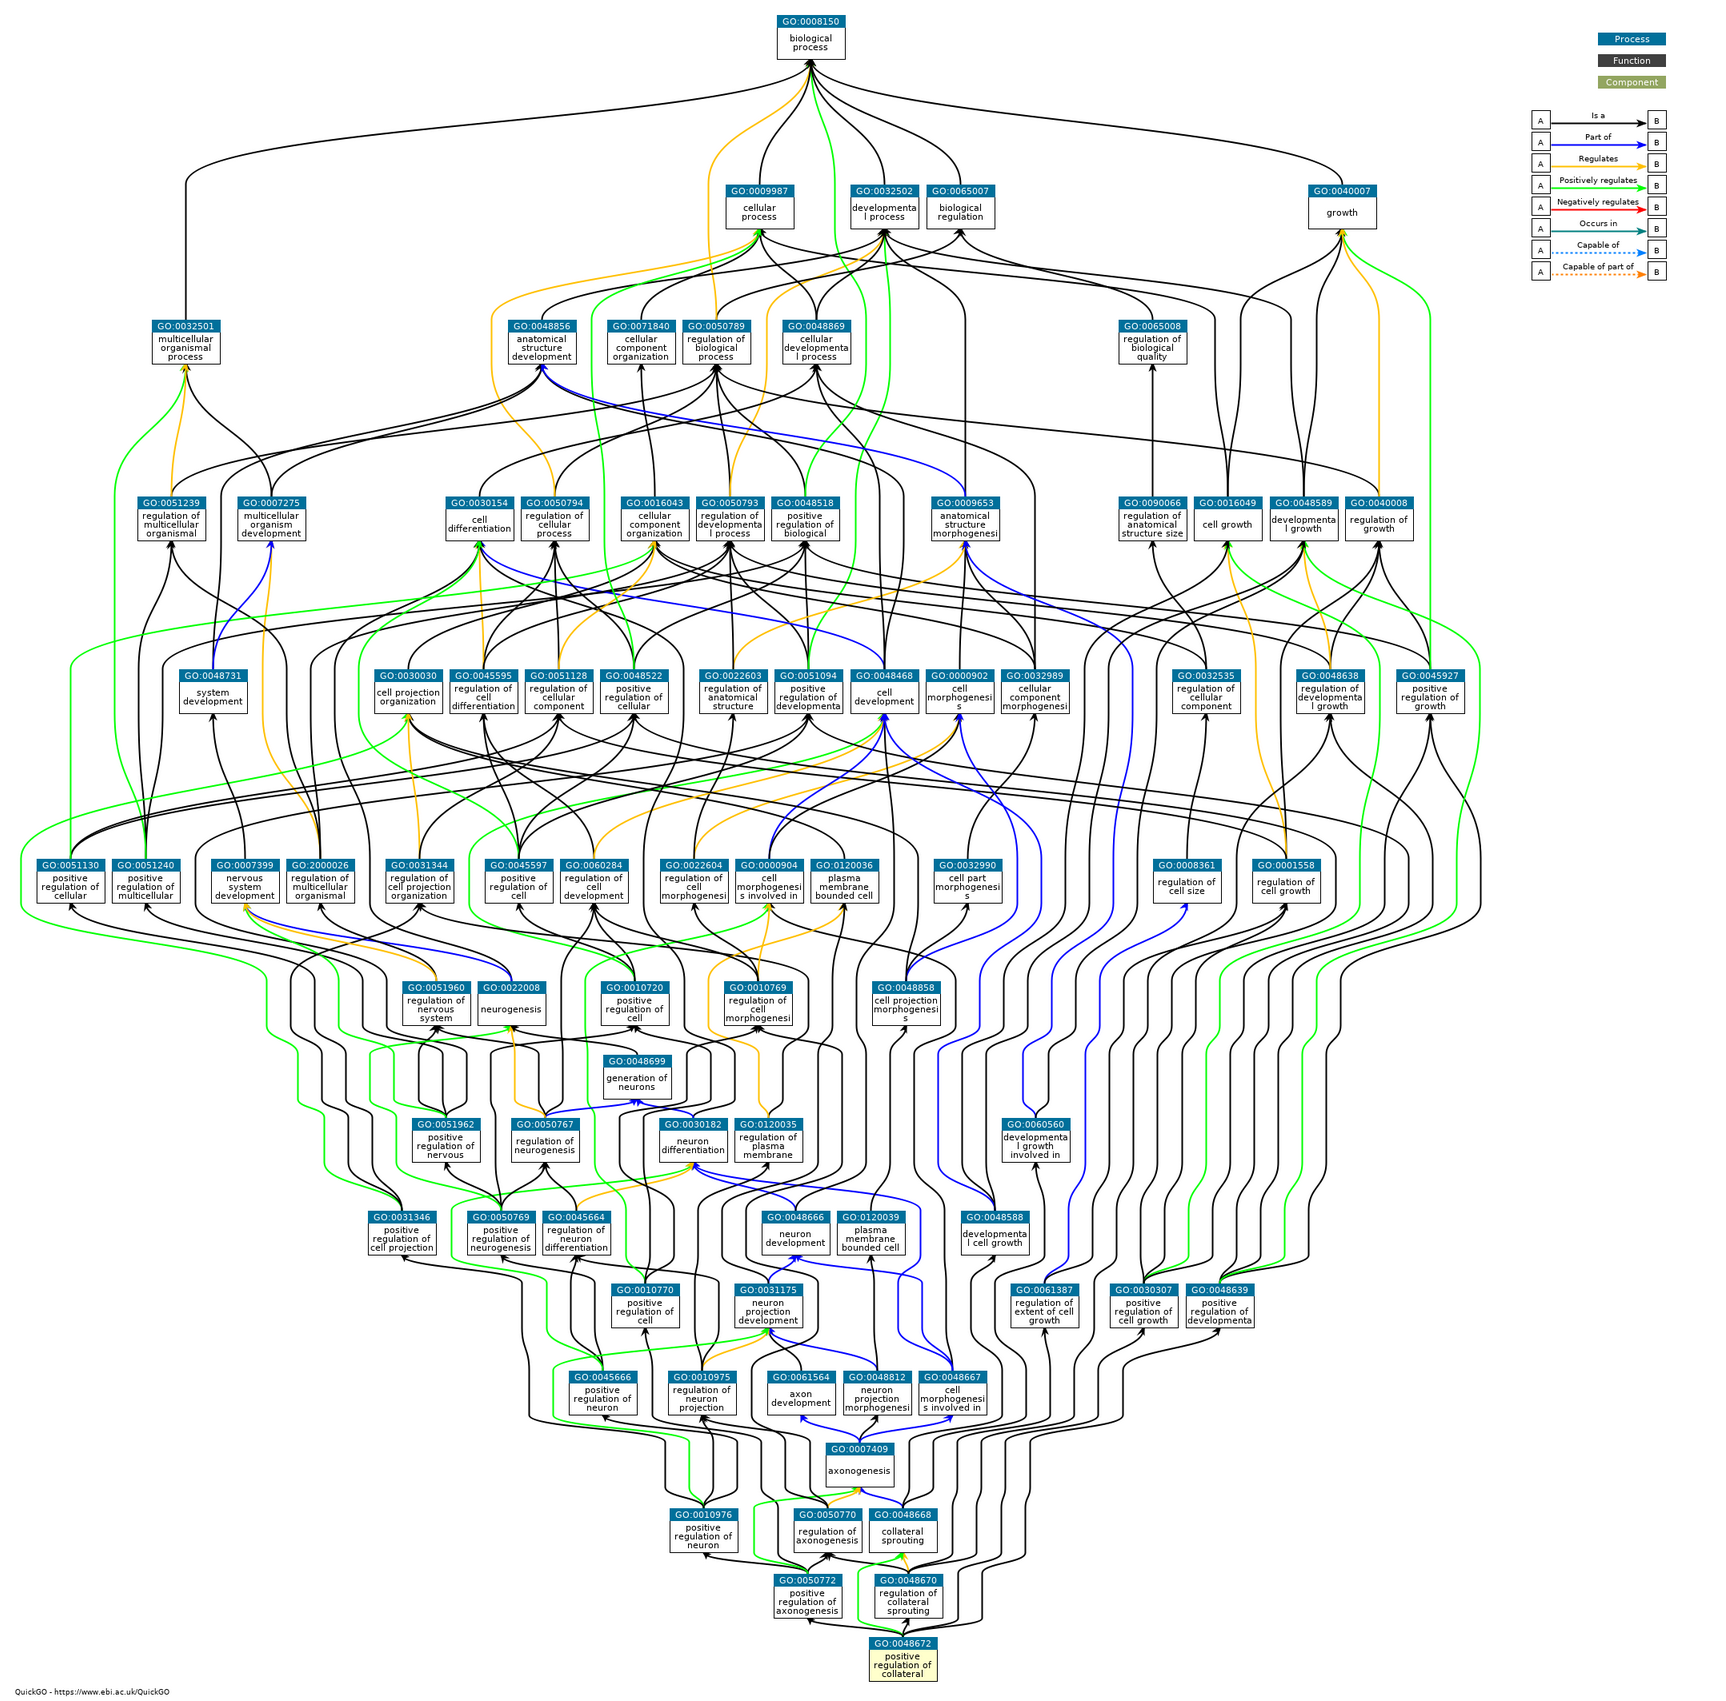 GO:0008150
biological
process
Process
Function
Component
A Is a B
A Part of B
A Regulates B
A Positively regulates B
A Negatively regulates B
A Occurs in B
A Capable of B
A Capable of part of B
GO:0009987
cellular
process
GO:0032502
developmenta
l process
GO:0065007
biological
regulation
GO:0040007
growth
GO:0032501
multicellular
organismal
process
GO:0048856
anatomical
structure
development
GO:0071840
cellular
component
organization
GO:0050789
regulation of
biological
process
GO:0048869
cellular
developmenta
l process
GO:0065008
regulation of
biological
quality
GO:0051239
regulation of
multicellular
organismal
GO:0007275
multicellular
organism
development
GO:0030154
cell
differentiation
GO:0050794
regulation of
cellular
process
GO:0016043
cellular
component
organization
GO:0050793
regulation of
developmenta
l process
GO:0048518
positive
regulation of
biological
GO:0009653
anatomical
structure
morphogenesi
GO:0090066
regulation of
anatomical
structure size
GO:0016049
cell growth
GO:0048589
developmenta
l growth
GO:0040008
regulation of
growth
GO:0048731
system
development
GO:0030030
cell projection
organization
GO:0045595
regulation of
cell
differentiation
GO:0051128
regulation of
cellular
component
GO:0048522
positive
regulation of
cellular
GO:0022603
regulation of
anatomical
structure
GO:0051094
positive
regulation of
developmenta
GO:0048468
cell
development
GO:0000902
cell
morphogenesi
s
GO:0032989
cellular
component
morphogenesi
GO:0032535
regulation of
cellular
component
GO:0048638
regulation of
developmenta
l growth
GO:0045927
positive
regulation of
growth
GO:0051130
positive
regulation of
cellular
GO:0051240
positive
regulation of
multicellular
GO:0007399
nervous
system
development
GO:2000026
regulation of
multicellular
organismal
GO:0031344
regulation of
cell projection
organization
GO:0045597
positive
regulation of
cell
GO:0060284
regulation of
cell
development
GO:0022604
regulation of
cell
morphogenesi
GO:0000904
cell
morphogenesi
s involved in
GO:0120036
plasma
membrane
bounded cell
GO:0032990
cell part
morphogenesi
s
GO:0008361
regulation of
cell size
GO:0001558
regulation of
cell growth
GO:0051960
regulation of
nervous
system
GO:0022008
neurogenesis
GO:0010720
positive
regulation of
cell
GO:0010769
regulation of
cell
morphogenesi
GO:0048858
cell projection
morphogenesi
s
GO:0048699
generation of
neurons
GO:0051962
positive
regulation of
nervous
GO:0050767
regulation of
neurogenesis
GO:0030182
neuron
differentiation
GO:0120035
regulation of
plasma
membrane
GO:0060560
developmenta
l growth
involved in
GO:0031346
positive
regulation of
cell projection
GO:0050769
positive
regulation of
neurogenesis
GO:0045664
regulation of
neuron
differentiation
GO:0048666
neuron
development
GO:0120039
plasma
membrane
bounded cell
GO:0048588
developmenta
l cell growth
GO:0010770
positive
regulation of
cell
GO:0031175
neuron
projection
development
GO:0061387
regulation of
extent of cell
growth
GO:0030307
positive
regulation of
cell growth
GO:0048639
positive
regulation of
developmenta
GO:0045666
positive
regulation of
neuron
GO:0010975
regulation of
neuron
projection
GO:0061564
axon
development
GO:0048812
neuron
projection
morphogenesi
GO:0048667
cell
morphogenesi
s involved in
GO:0007409
axonogenesis
GO:0010976
positive
regulation of
neuron
GO:0050770
regulation of
axonogenesis
GO:0048668
collateral
sprouting
GO:0050772
positive
regulation of
axonogenesis
GO:0048670
regulation of
collateral
sprouting
GO:0048672
positive
regulation of
collateral
QuickGO - https://www.ebi.ac.uk/QuickGO